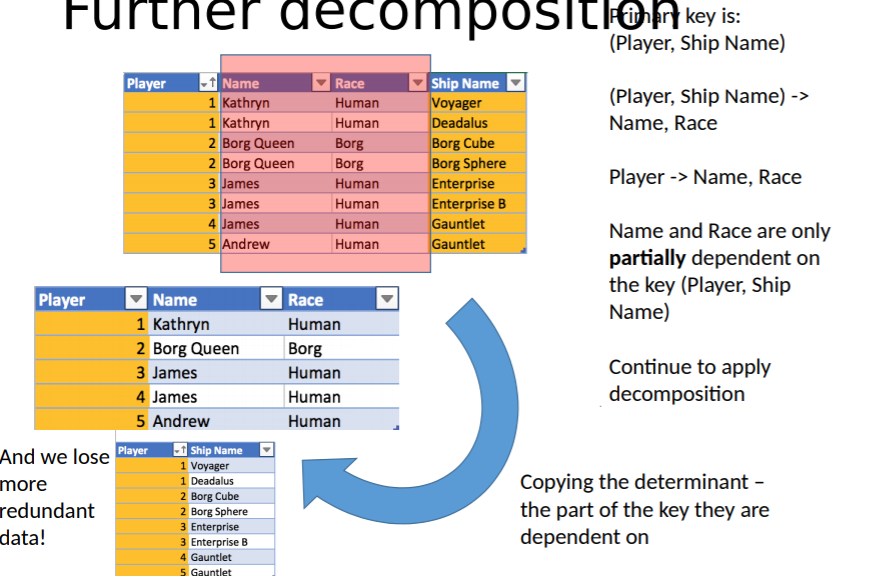 Further decomposition
Primary key is:
(Player, Ship Name)
(Player, Ship Name) ->
Name, Race
Player -> Name, Race
Name and Race are only
partially dependent on
the key (Player, Ship
Name)
Continue to apply
decomposition
Player Name Race Ship Name
1 Kathryn Human Voyager
1 Kathryn Human Deadalus
2 Borg Queen Borg Borg Cube
2 Borg Queen Borg Borg Sphere
3 James Human Enterprise
3 James Human Enterprise B
4 James Human Gauntlet
5 Andrew Human Gauntlet
Player Name Race
1 Kathryn Human
2 Borg Queen Borg
3 James Human
4 James Human
5 Andrew Human
And we lose
more
redundant
data!
Player Ship Name
1 Voyager
1 Deadalus
2 Borg Cube
2 Borg Sphere
3 Enterprise
3 Enterprise B
4 Gauntlet
5 Gauntlet
Copying the determinant –
the part of the key they are
dependent on